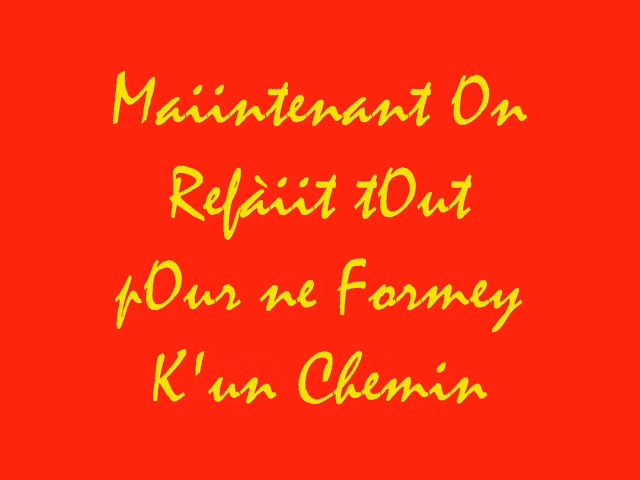 Maiintenant On
Refàiit tOut
pOur ne Formey
K'un Chemin